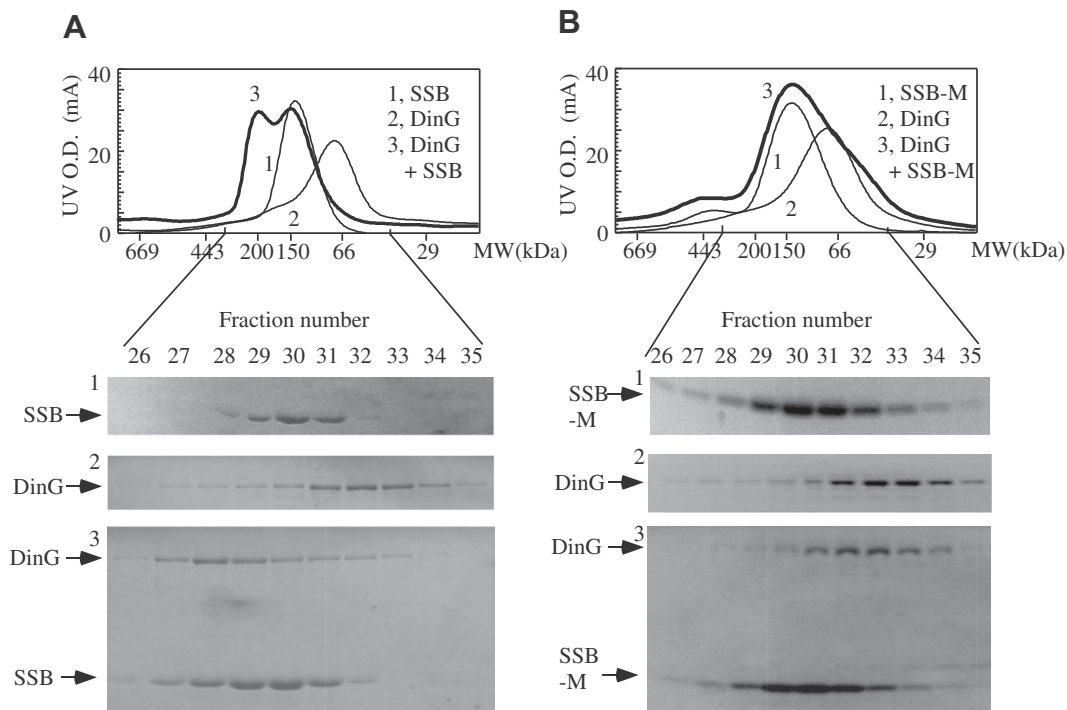 A
40
20
0
UV O.D. (mA)
3
1
2
1, SSB
2, DinG
3, DinG
+ SSB
669 443 200 150 66 29 MW(kDa)
Fraction number
26 27 28 29 30 31 32 33 34 35
1
SSB
2
DinG
3
DinG
SSB
B
40
20
0
UV O.D. (mA)
3
1
2
1, SSB-M
2, DinG
3, DinG
+ SSB-M
669 443 200 150 66 29 MW(kDa)
Fraction number
26 27 28 29 30 31 32 33 34 35
1
SSB
-M
2
DinG
3
DinG
SSB
-M